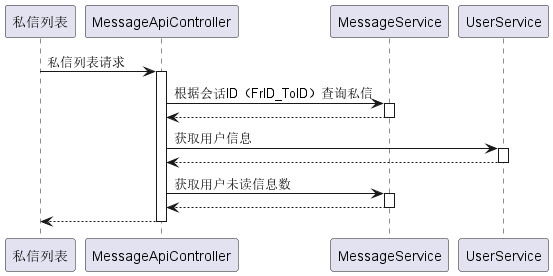 私信列表 MessageApiController MessageService UserService
私信列表请求
根据会话ID（FrID_ToID）查询私信
获取用户信息
获取用户未读信息数
私信列表 MessageApiController MessageService UserService